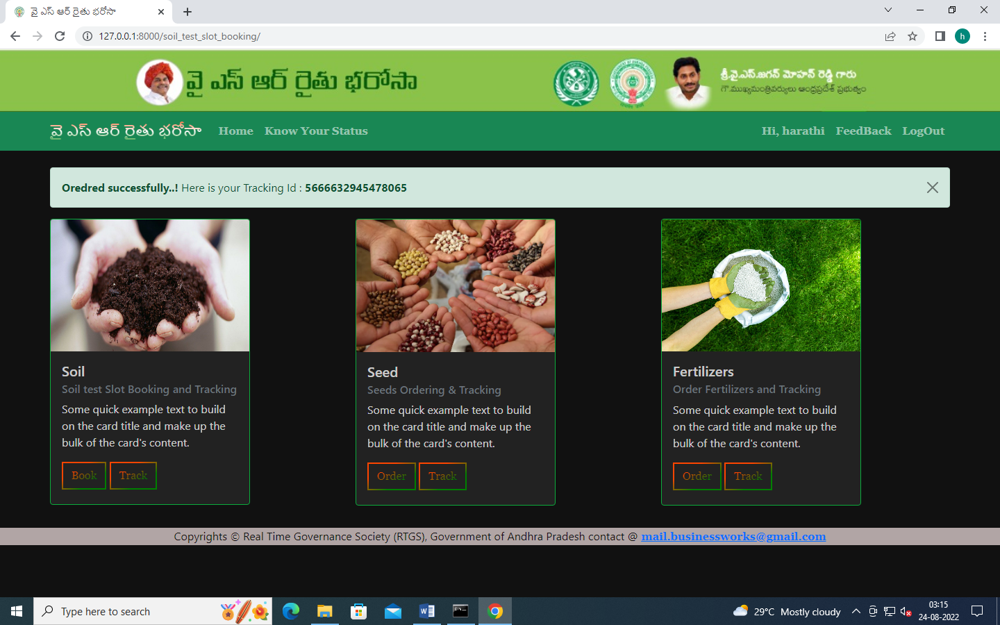 వై ఎస్ ఆర్ రైతు భరోసా
127.0.0.1:8000/soil_test_slot_booking/
h
వై ఎస్ ఆర్ రైతు భరోసా
శ్రీ.వై.ఎస్.జగన్ మోహన్ రెడ్డి గారు
గౌ.ముఖ్యమంత్రివర్యులు ఆంధ్రప్రదేశ్ ప్రభుత్వం
వై ఎస్ ఆర్ రైతు భరోసా Home Know Your Status Hi, harathi FeedBack LogOut
Oredred successfully..! Here is your Tracking Id : 5666632945478065
Soil
Soil test Slot Booking and Tracking
Some quick example text to build
on the card title and make up the
bulk of the card's content.
Book Track
Seed
Seeds Ordering & Tracking
Some quick example text to build
on the card title and make up the
bulk of the card's content.
Order Track
Fertilizers
Order Fertilizers and Tracking
Some quick example text to build
on the card title and make up the
bulk of the card's content.
Order Track
Copyrights © Real Time Governance Society (RTGS), Government of Andhra Pradesh contact @ mail.businessworks@gmail.com
Type here to search
29°C Mostly cloudy
03:15
24-08-2022